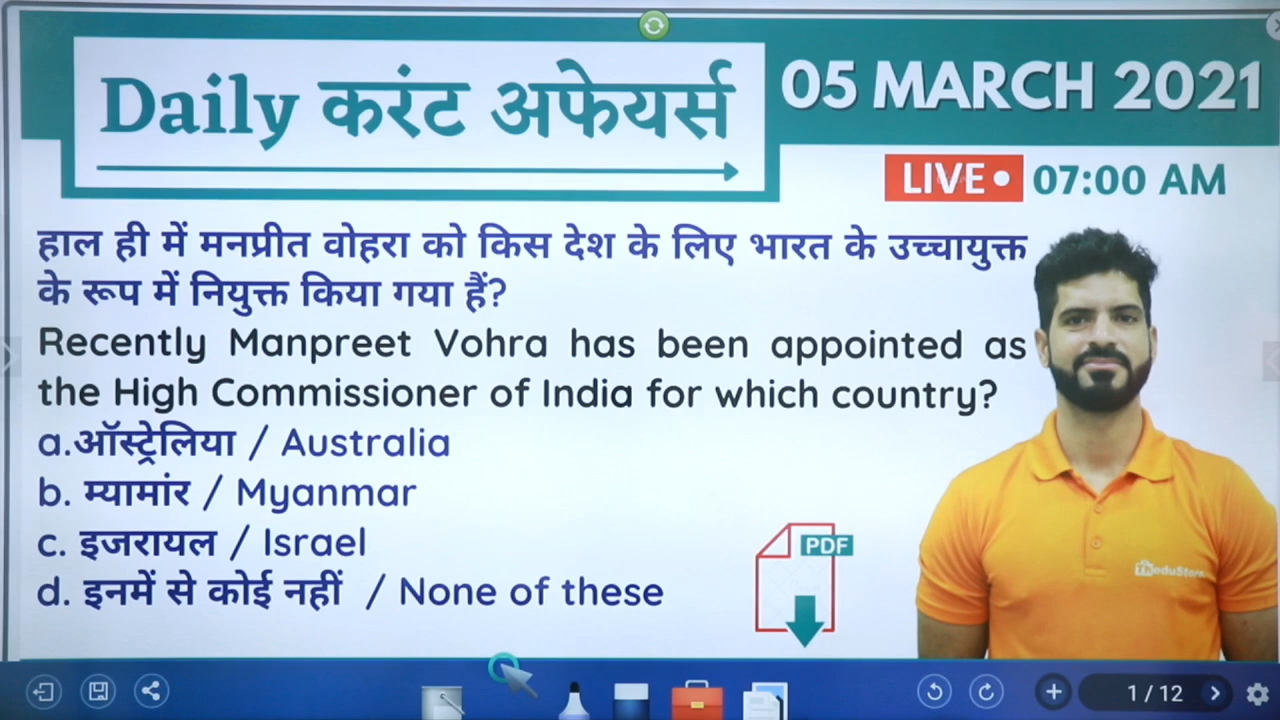 Daily करंट अफेयर्स
05 MARCH 2021
LIVE • 07:00 AM
हाल ही में मनप्रीत वोहरा को किस देश के लिए भारत के उच्चायुक्त
के रूप में नियुक्त किया गया हैं?
Recently Manpreet Vohra has been appointed as
the High Commissioner of India for which country?
a.ऑस्ट्रेलिया / Australia
b. म्यामांर / Myanmar
c. इजरायल / Israel
d. इनमें से कोई नहीं / None of these
PDF
TheduStorm
1 / 12